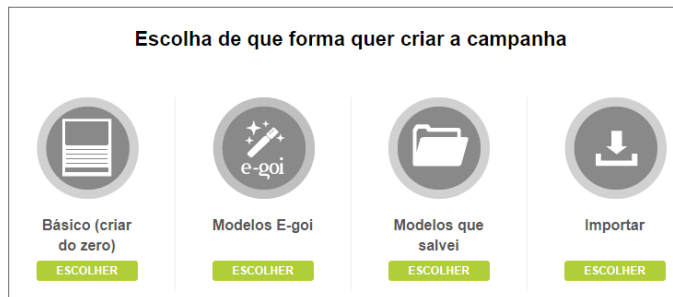 Escolha de que forma quer criar a campanha
e-goi
Básico (criar
do zero)
ESCOLHER
Modelos E-goi
ESCOLHER
Modelos que
salvei
ESCOLHER
Importar
ESCOLHER